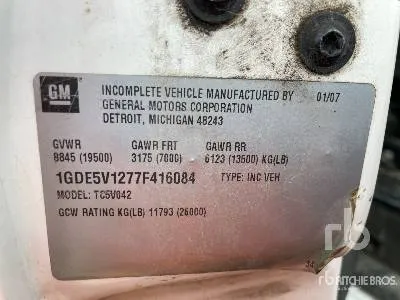 GM
INCOMPLETE VEHICLE MANUFACTURED BY 01/07
GENERAL MOTORS CORPORATION
DETROIT, MICHIGAN 48243
GVWR GAWR FRT GAWR RR
8845 (19500) 3175 (7000) 6123 (13500) KG(LB)
1GDE5V1277F416084 TYPE: INC VEH
MODEL: TC5V042
GCW RATING KG(LB) 11793 (26000)
rb
RITCHIE BROS.